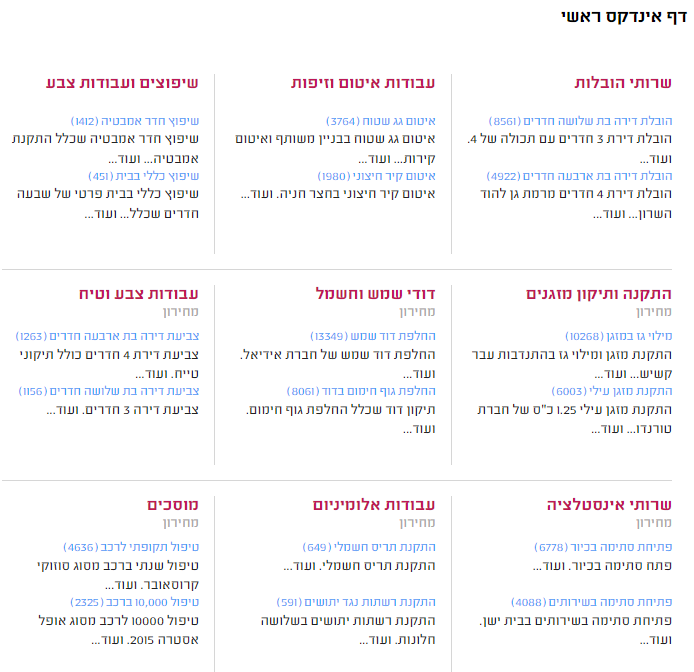 דף אינדקס ראשי
שרותי הובלות
הובלת דירה בת שלושה חדרים (8561)
הובלת דירת 3 חדרים עם תכולה של 4.
ועוד...
הובלת דירה בת ארבעה חדרים (4922)
הובלת דירת 4 חדרים מרמת גן להוד
השרון... ועוד...
עבודות איטום וזיפות
איטום גג שטוח (3764)
איטום גג שטוח בבניין משותף ואיטום
קירות... ועוד...
איטום קיר חיצוני (1980)
איטום קיר חיצוני בחצר חניה. ועוד...
שיפוצים ועבודות צבע
שיפוץ חדר אמבטיה (1412)
שיפוץ חדר אמבטיה שכלל התקנת
אמבטיה... ועוד...
שיפוץ כללי בבית (451)
שיפוץ כללי בבית פרטי של שבעה
חדרים שכלל... ועוד...
התקנה ותיקון מזגנים
מחירון
מילוי גז במזגן (10268)
התקנת מזגן ומילוי גז בהתנדבות עבר
קשיש... ועוד...
התקנת מזגן עילי (6003)
התקנת מזגן עילי 1.25 כ"ס של חברת
טורנדו... ועוד...
דודי שמש וחשמל
מחירון
החלפת דוד שמש (13349)
החלפת דוד שמש של חברת אידיאל.
ועוד...
החלפת גוף חימום בדוד (8061)
תיקון דוד שכלל החלפת גוף חימום.
ועוד...
עבודות צבע וטיח
מחירון
צביעת דירה בת ארבעה חדרים (1263)
צביעת דירת 4 חדרים כולל תיקוני
טייח. ועוד...
צביעת דירה בת שלושה חדרים (1156)
צביעת דירה 3 חדרים. ועוד...
שרותי אינסטלציה
מחירון
פתיחת סתימה בכיור (6778)
פתח סתימה בכיור. ועוד...
פתיחת סתימה בשירותים (4088)
פתיחת סתימה בשירותים בבית ישן.
ועוד...
עבודות אלומיניום
מחירון
התקנת תריס חשמלי (649)
התקנת תריס חשמלי. ועוד...
התקנת רשתות נגד יתושים (591)
התקנת רשתות יתושים בשלושה
חלונות. ועוד...
מוסכים
מחירון
טיפול תקופתי לרכב (4636)
טיפול שנתי ברכב מסוג סוזוקי
קרוסאובר. ועוד...
טיפול 10,000 ברכב (2325)
טיפול 10000 לרכב מסוג אופל
אסטרה 2015. ועוד...